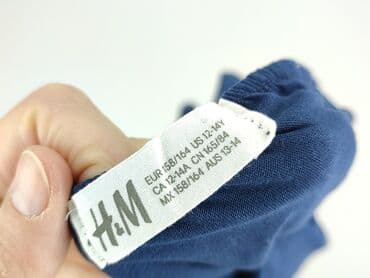 H&M
EUR 158/164 US 12-14Y
CA 12-14A CN 165/84
MX 158/164 AUS 13-14